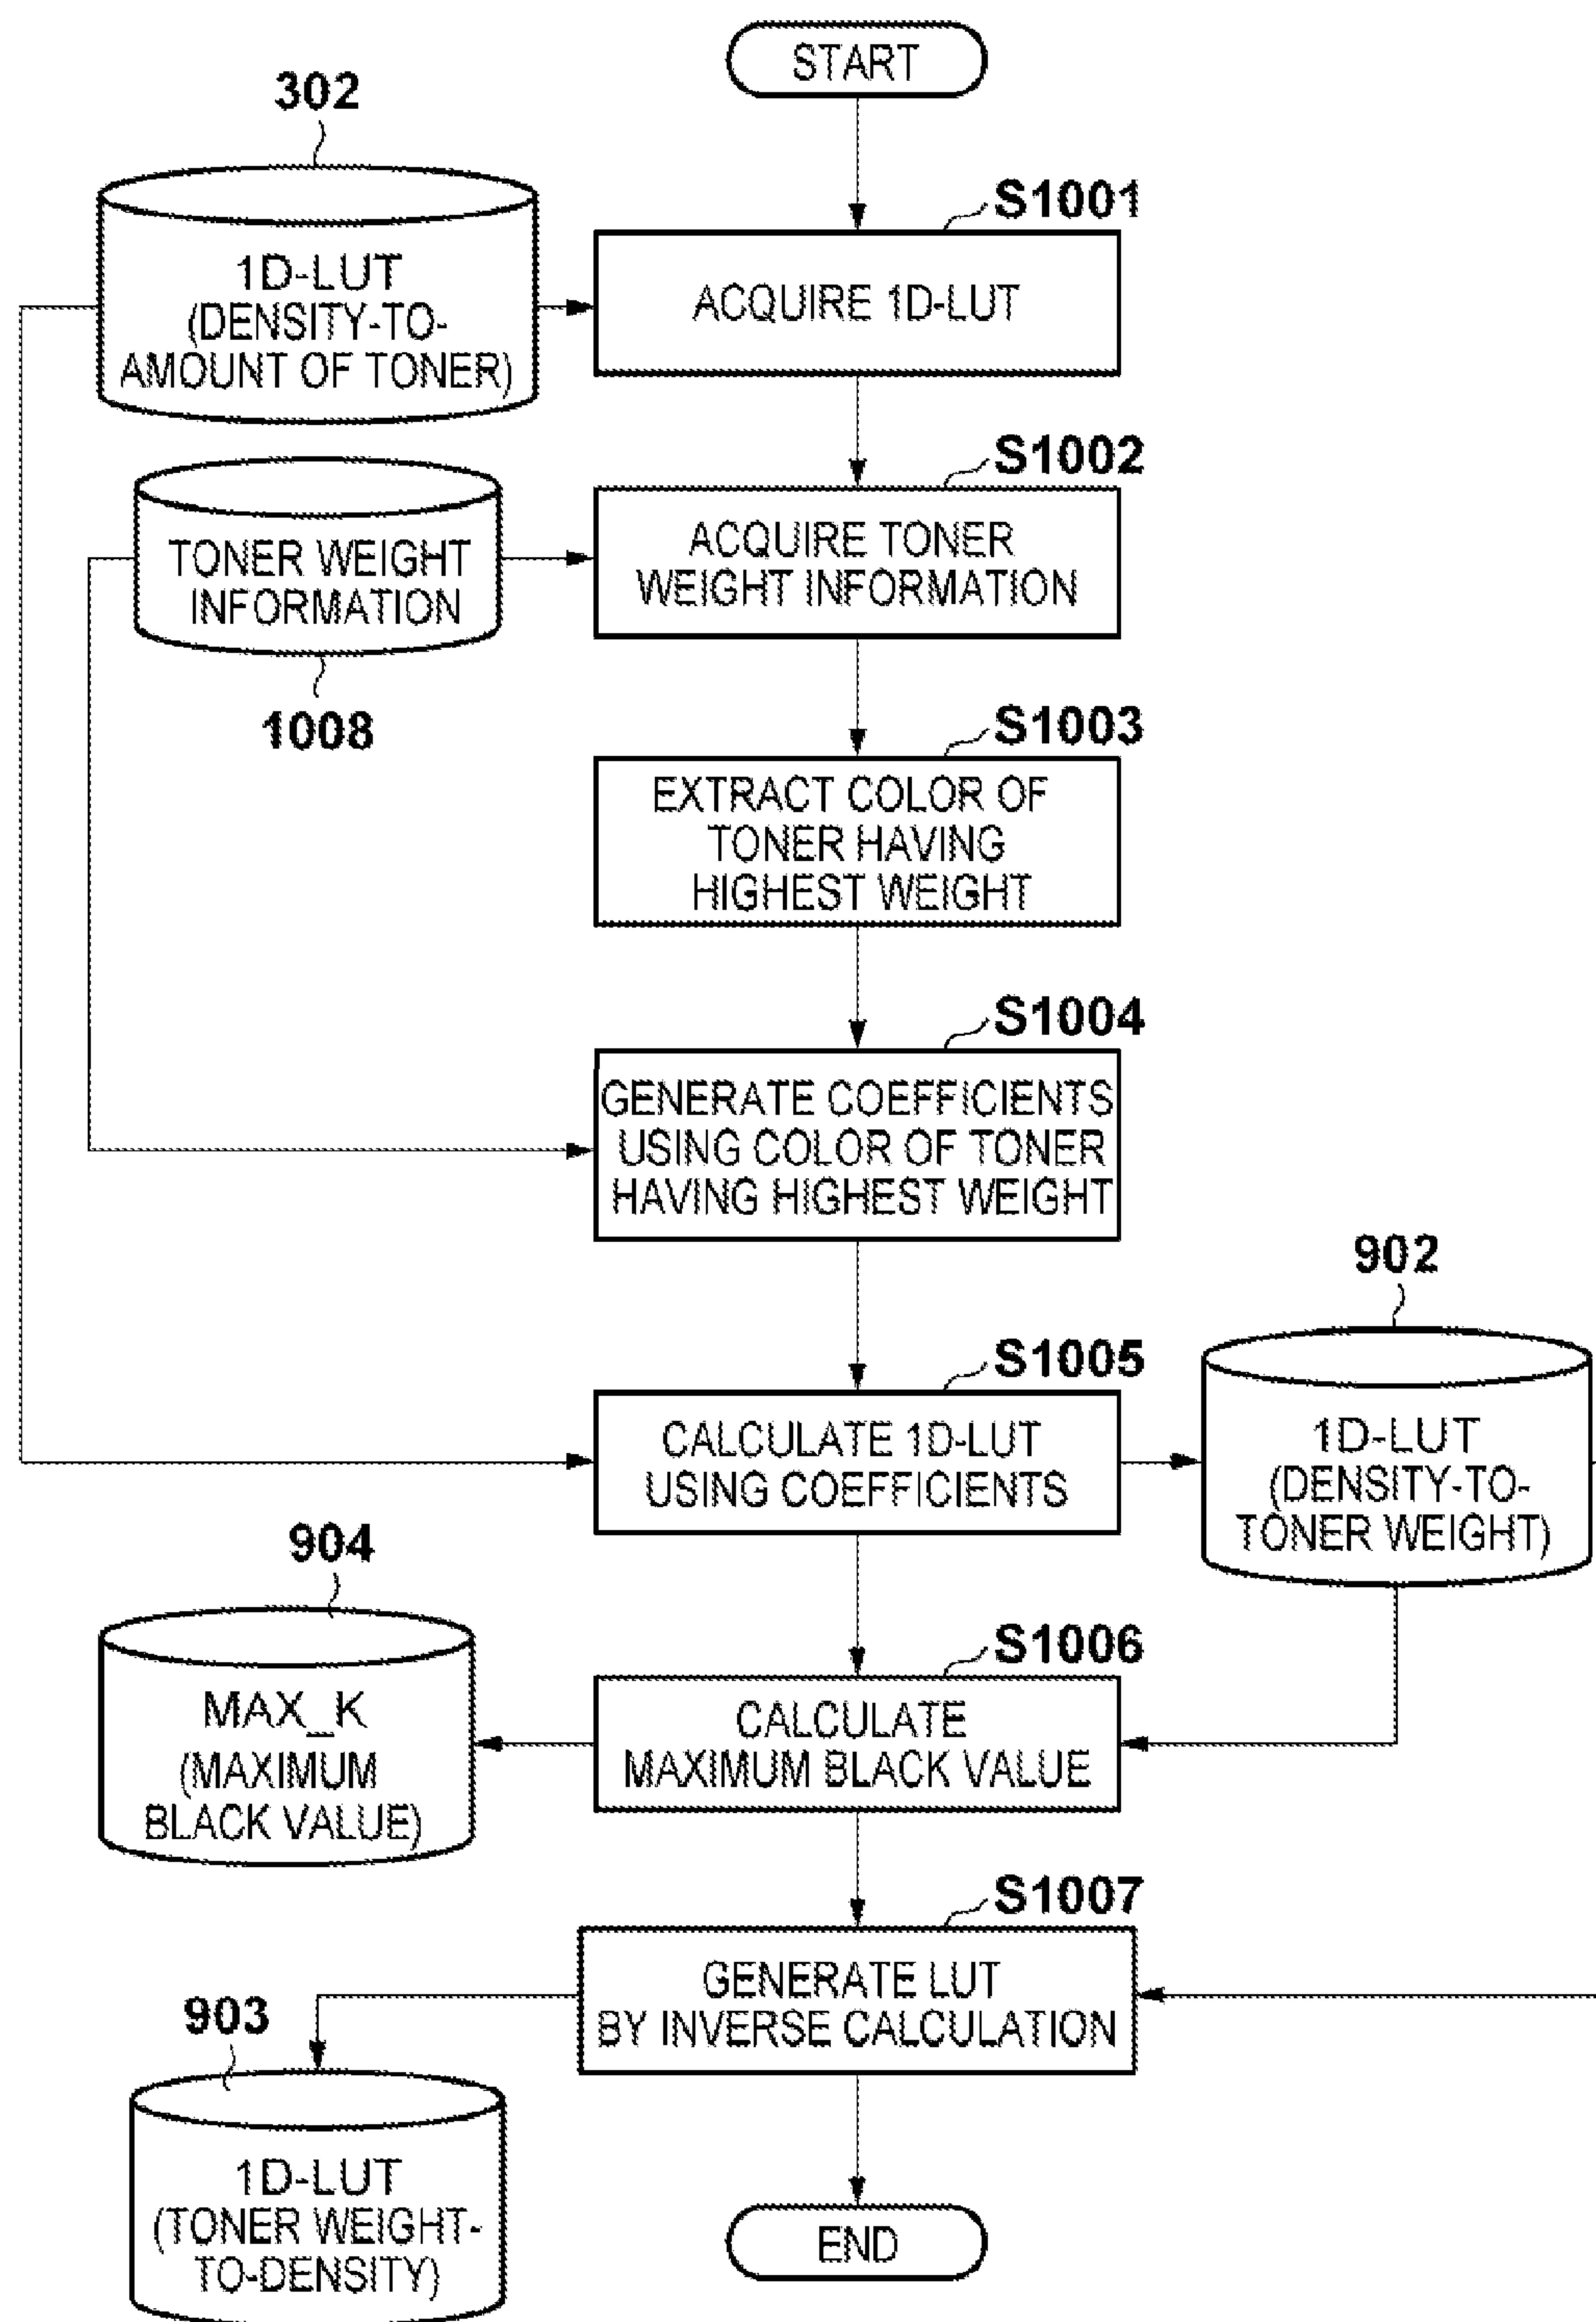 START
302
S1001
1D-LUT
(DENSITY-TO-
AMOUNT OF TONER)
ACQUIRE 1D-LUT
S1002
TONER WEIGHT
INFORMATION
ACQUIRE TONER
WEIGHT INFORMATION
1008
S1003
EXTRACT COLOR OF
TONER HAVING
HIGHEST WEIGHT
S1004
GENERATE COEFFICIENTS
USING COLOR OF TONER
HAVING HIGHEST WEIGHT
902
S1005
CALCULATE 1D-LUT
USING COEFFICIENTS
1D-LUT
(DENSITY-TO-
TONER WEIGHT)
904
S1006
MAX_K
(MAXIMUM
BLACK VALUE)
CALCULATE
MAXIMUM BLACK VALUE
S1007
GENERATE LUT
BY INVERSE CALCULATION
903
1D-LUT
(TONER WEIGHT-
TO-DENSITY)
END